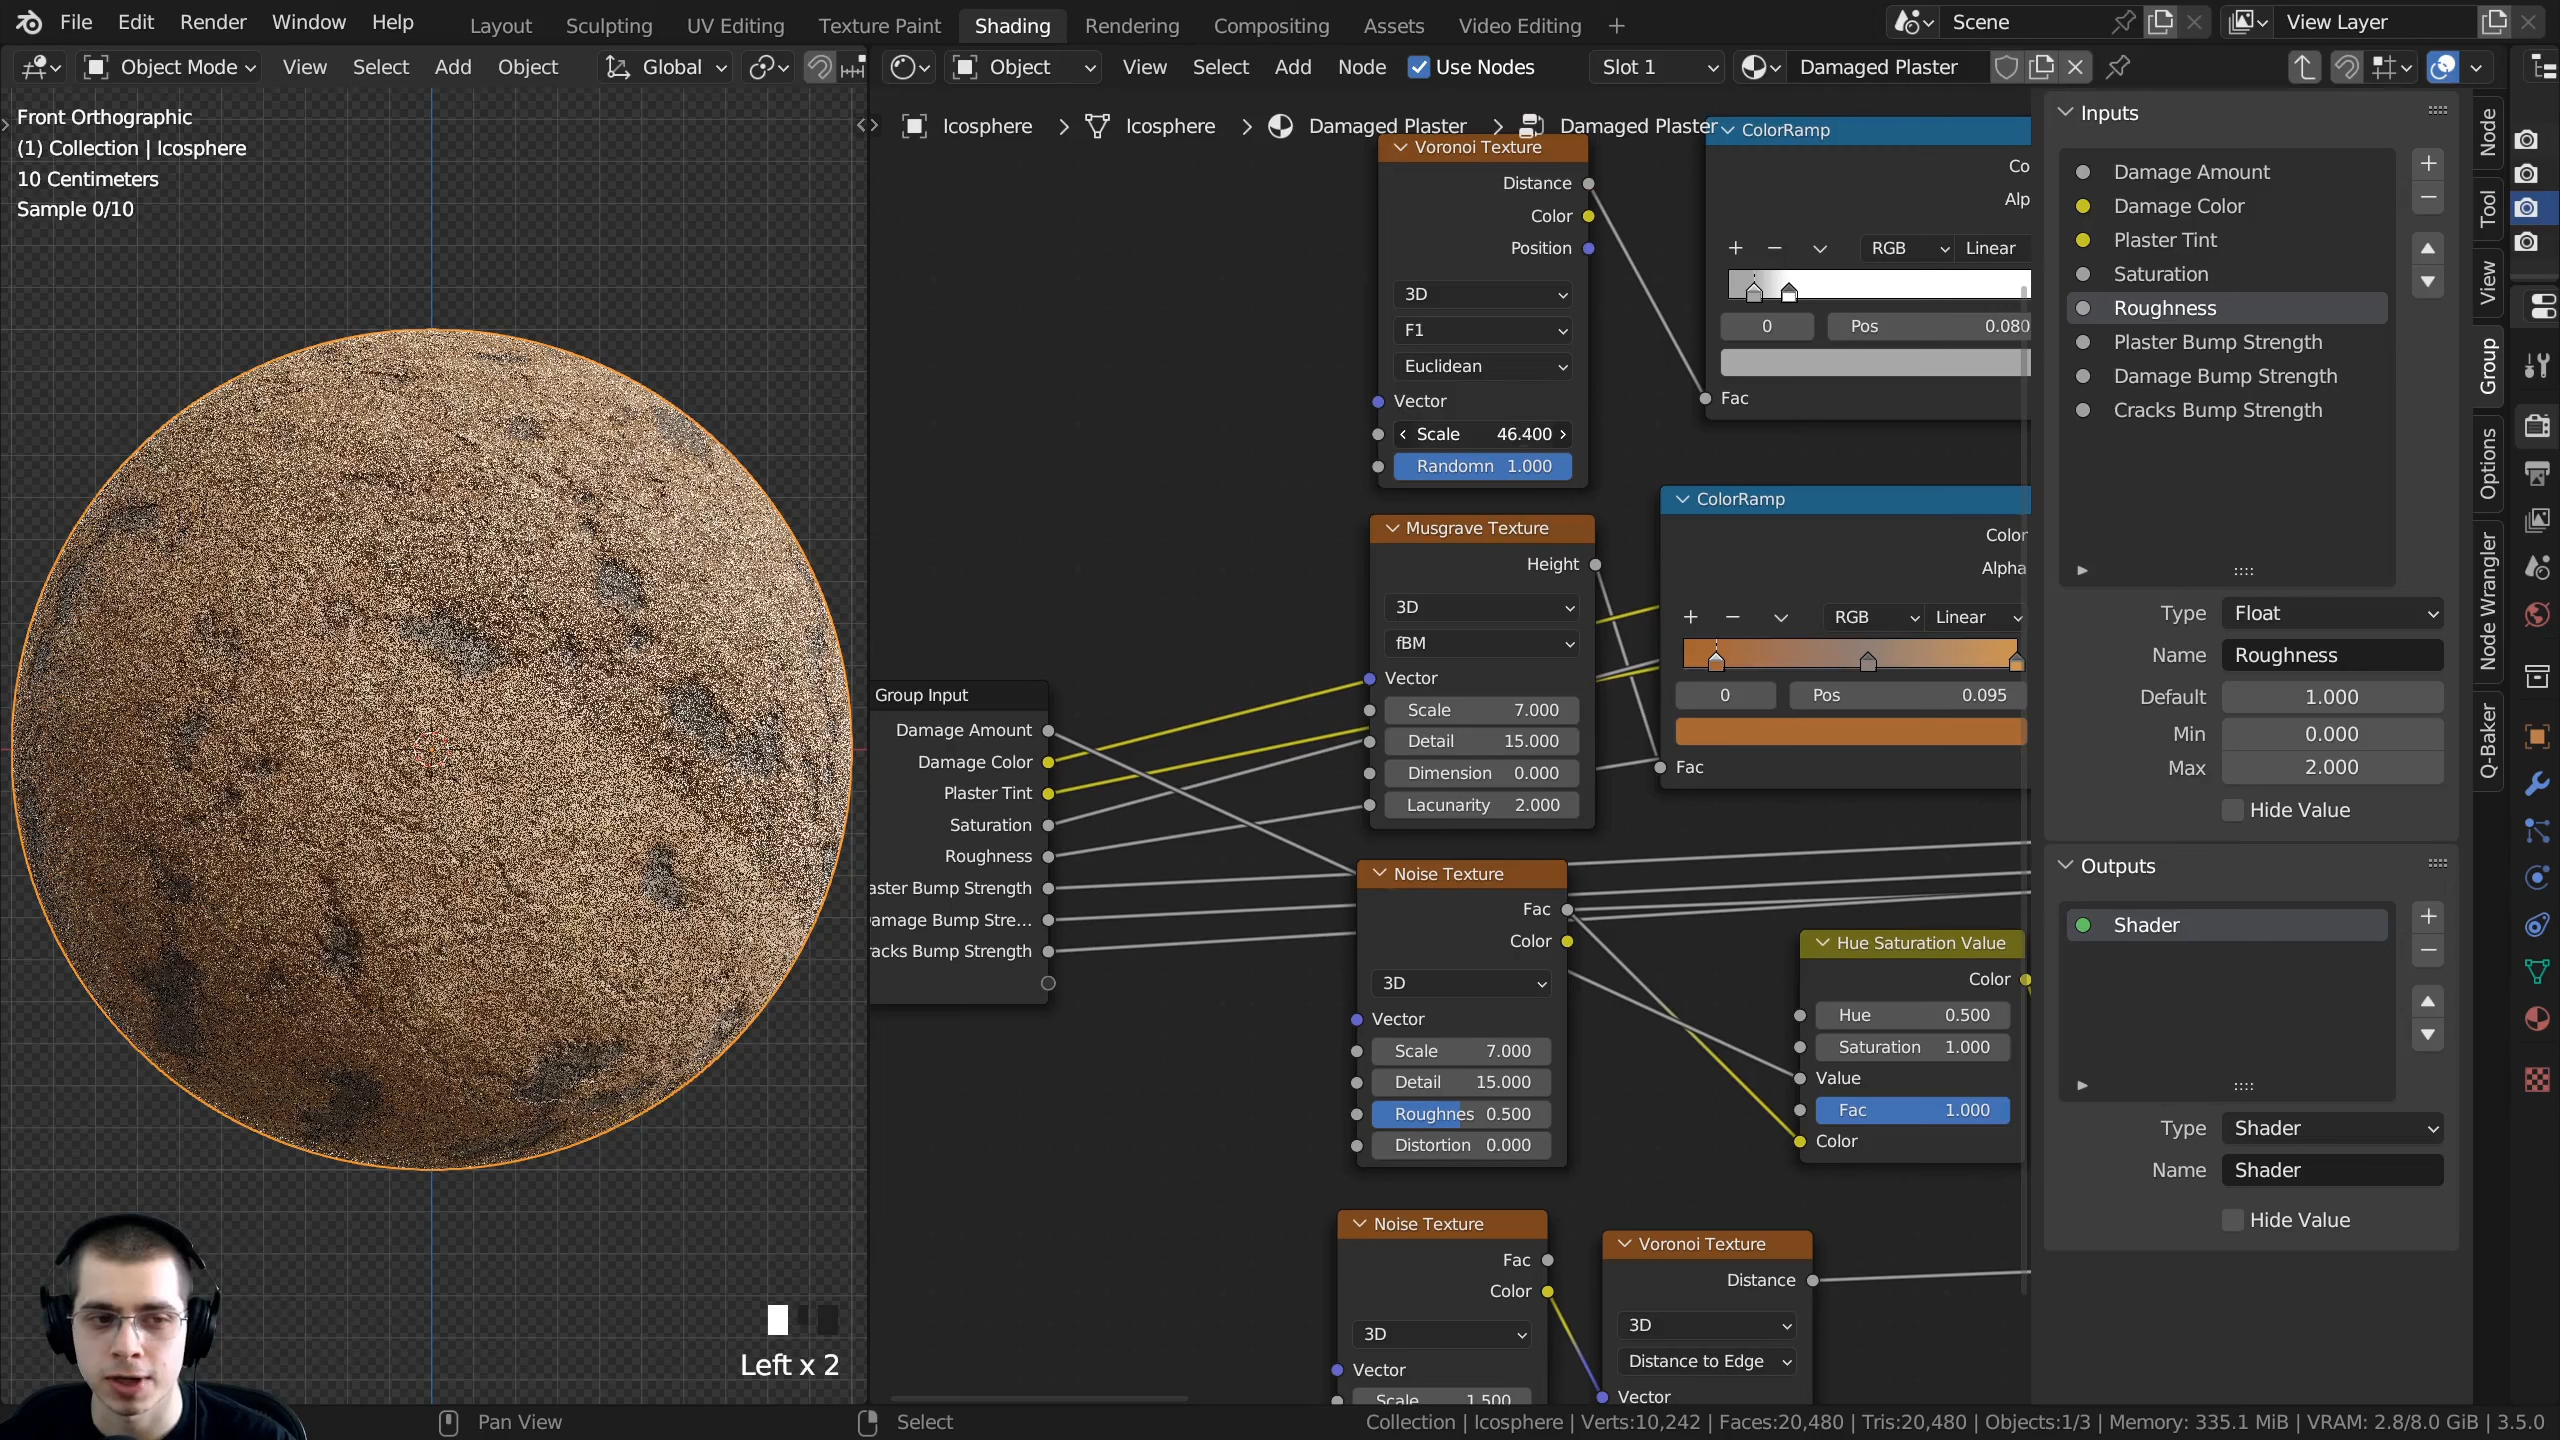 File Edit Render Window Help Layout Sculpting UV Editing Texture Paint Shading Rendering Compositing Assets Video Editing + Scene View Layer
Object Mode View Select Add Object Global Object View Select Add Node Use Nodes Slot 1 Damaged Plaster
Front Orthographic
(1) Collection | Icosphere
10 Centimeters
Sample 0/10
Icosphere > Icosphere > Damaged Plaster > Damaged Plaster
Voronoi Texture
Distance
Color
Position
3D
F1
Euclidean
Vector
Scale 46.400
Randomn 1.000
ColorRamp
Co
Alp
+ − RGB Linear
0 Pos 0.080
Fac
Musgrave Texture
Height
3D
fBM
Vector
Scale 7.000
Detail 15.000
Dimension 0.000
Lacunarity 2.000
ColorRamp
Color
Alpha
+ − RGB Linear
0 Pos 0.095
Fac
Group Input
Damage Amount
Damage Color
Plaster Tint
Saturation
Roughness
aster Bump Strength
amage Bump Stre...
racks Bump Strength
Noise Texture
Fac
Color
3D
Vector
Scale 7.000
Detail 15.000
Roughnes 0.500
Distortion 0.000
Hue Saturation Value
Color
Hue 0.500
Saturation 1.000
Value
Fac 1.000
Color
Noise Texture
Fac
Color
3D
Vector
Scale 1.500
Voronoi Texture
Distance
3D
Distance to Edge
Vector
Inputs
Damage Amount
Damage Color
Plaster Tint
Saturation
Roughness
Plaster Bump Strength
Damage Bump Strength
Cracks Bump Strength
Type Float
Name Roughness
Default 1.000
Min 0.000
Max 2.000
Hide Value
Outputs
Shader
Type Shader
Name Shader
Hide Value
Node
Tool
View
Group
Options
Node Wrangler
Q-Baker
Left x 2
Pan View Select Collection | Icosphere | Verts:10,242 | Faces:20,480 | Tris:20,480 | Objects:1/3 | Memory: 335.1 MiB | VRAM: 2.8/8.0 GiB | 3.5.0